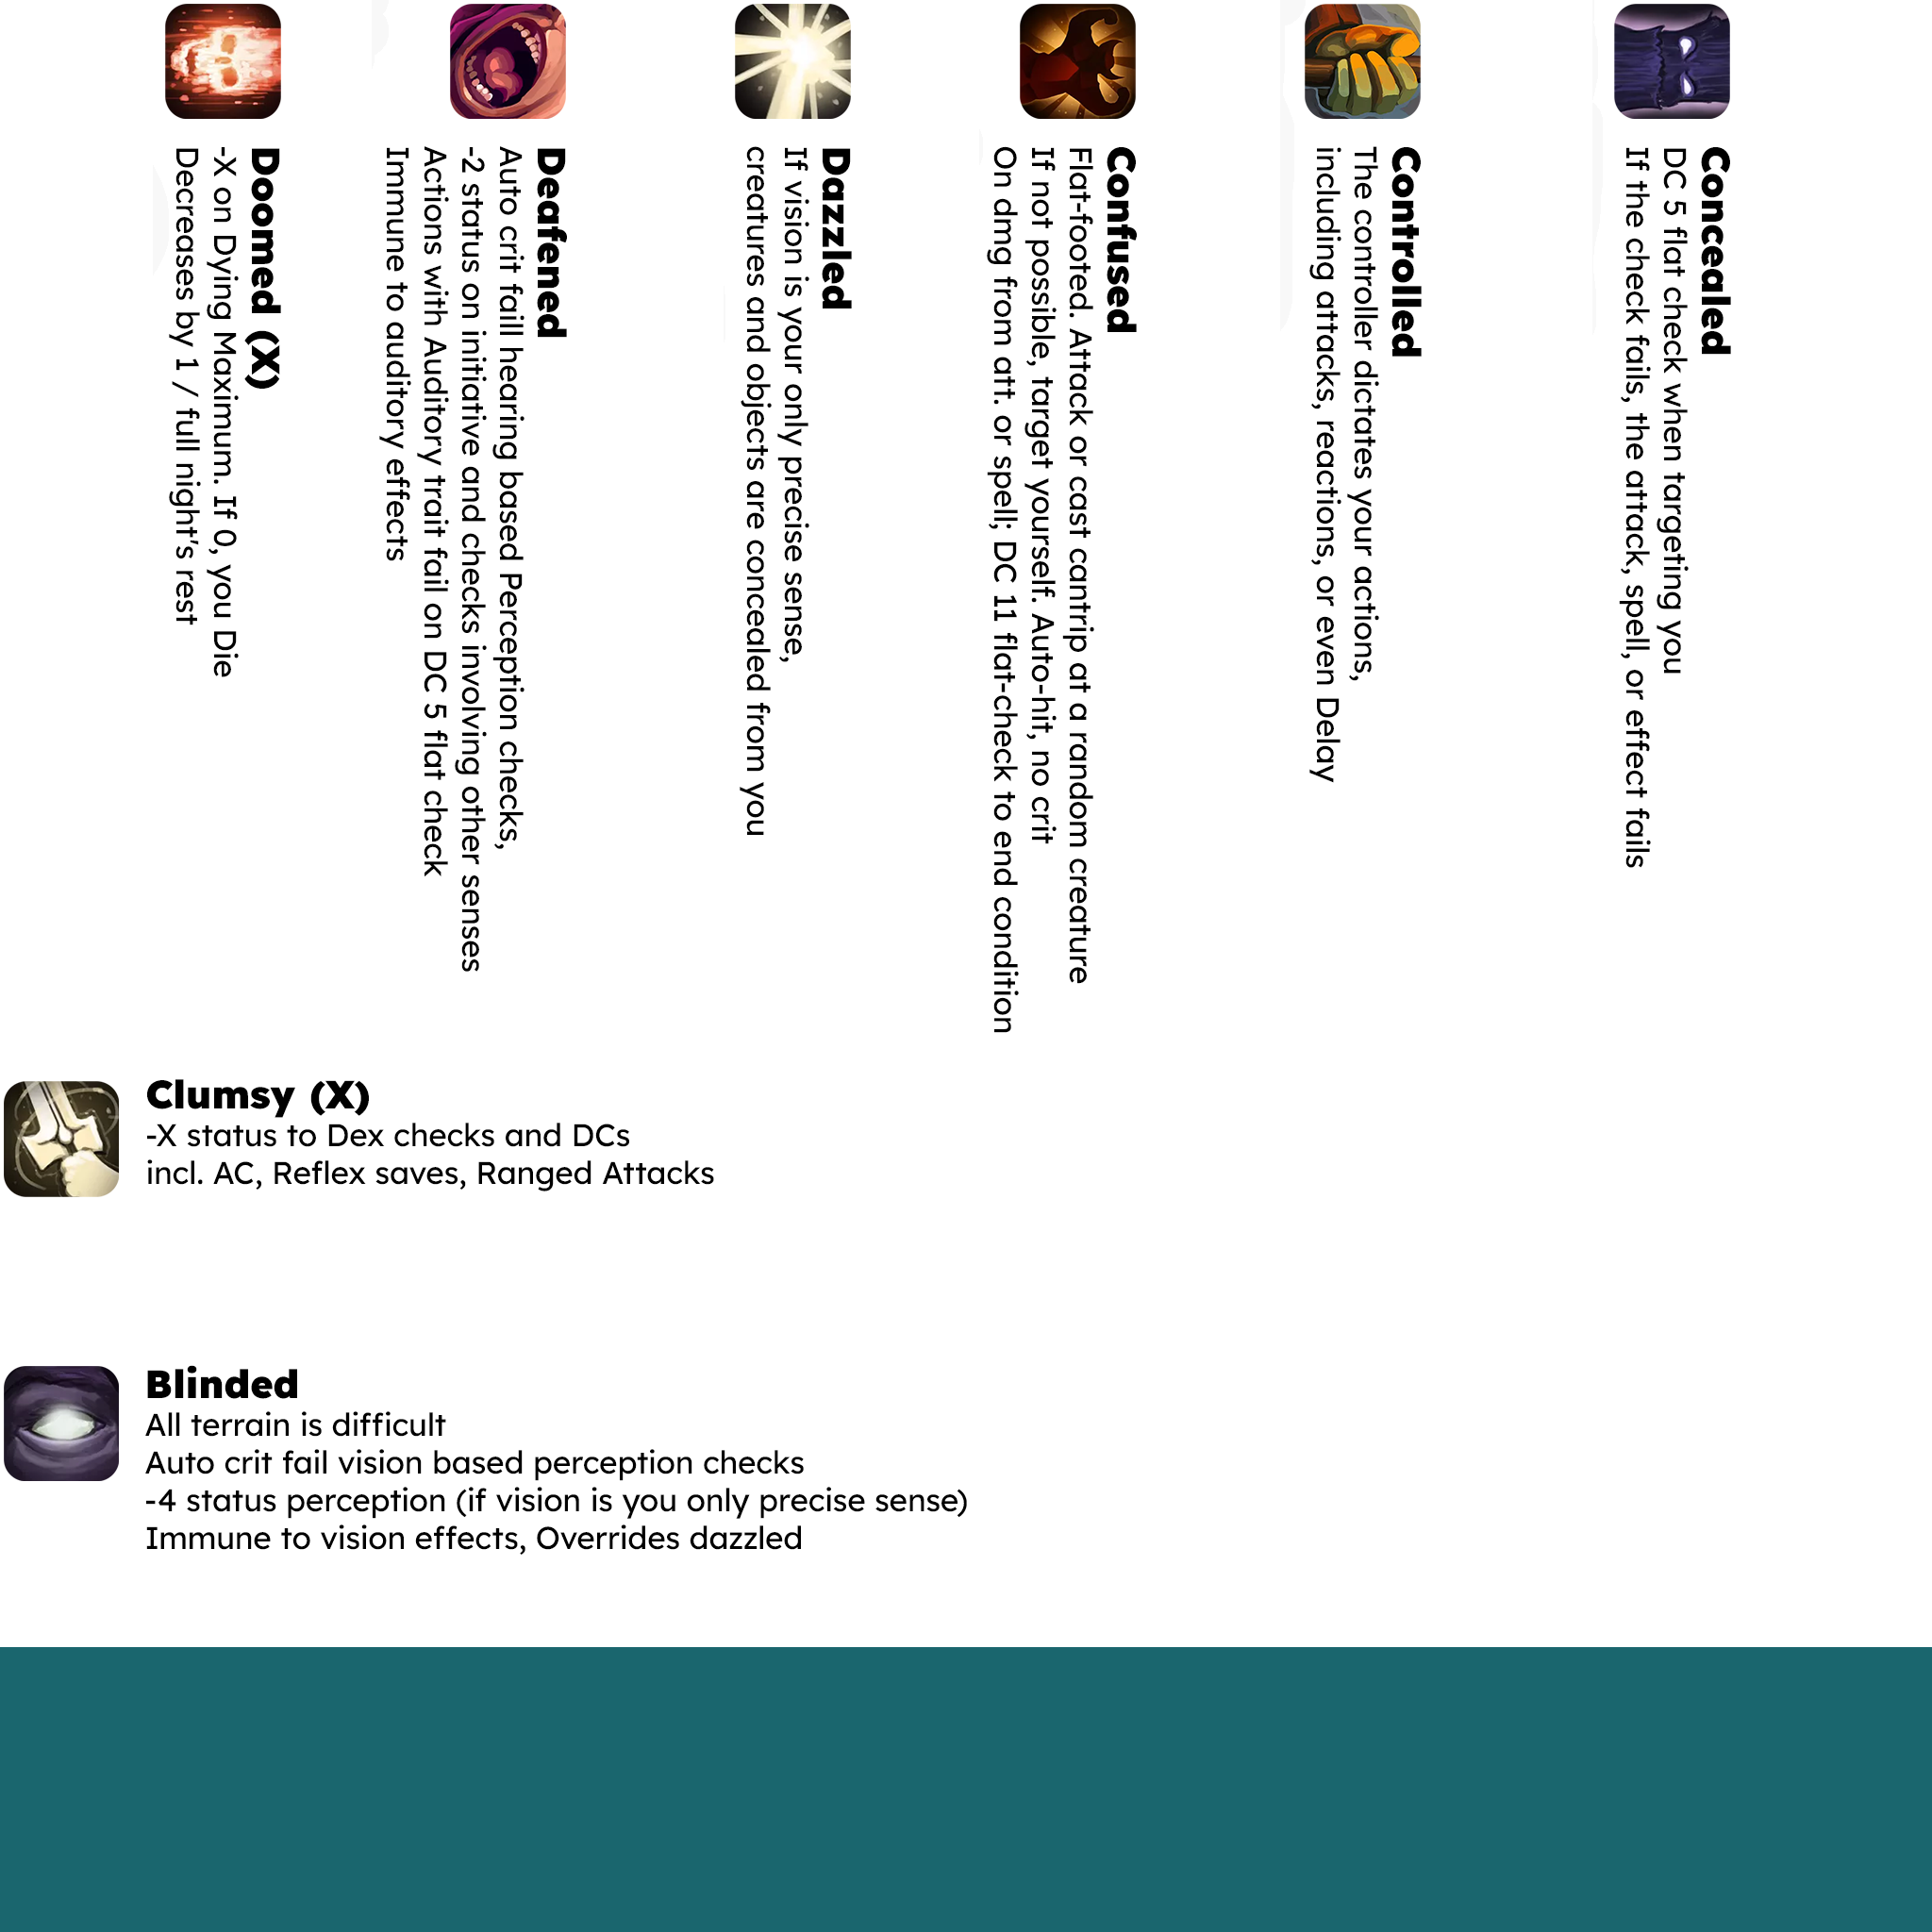 Concealed
DC 5 flat check when targeting you
If the check fails, the attack, spell, or effect fails
Controlled
The controller dictates your actions,
including attacks, reactions, or even Delay
Confused
Flat-footed. Attack or cast cantrip at a random creature
If not possible, target yourself. Auto-hit, no crit
On dmg from att. or spell; DC 11 flat-check to end condition
Dazzled
If vision is your only precise sense,
creatures and objects are concealed from you
Deafened
Auto crit faill hearing based Perception checks,
-2 status on initiative and checks involving other senses
Actions with Auditory trait fail on DC 5 flat check
Immune to auditory effects
Doomed (X)
-X on Dying Maximum. If 0, you Die
Decreases by 1 / full night's rest
Clumsy (X)
-X status to Dex checks and DCs
incl. AC, Reflex saves, Ranged Attacks
Blinded
All terrain is difficult
Auto crit fail vision based perception checks
-4 status perception (if vision is you only precise sense)
Immune to vision effects, Overrides dazzled